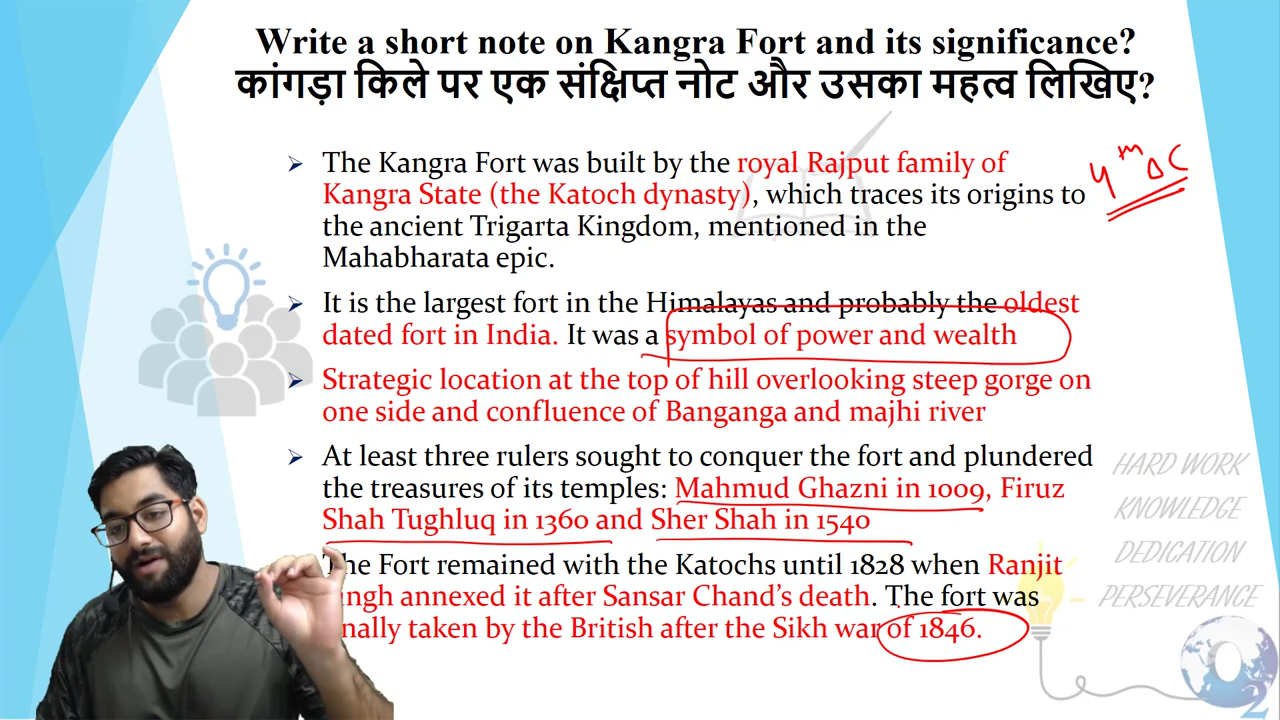 Write a short note on Kangra Fort and its significance?
कांगड़ा किले पर एक संक्षिप्त नोट और उसका महत्व लिखिए?
The Kangra Fort was built by the royal Rajput family of
Kangra State (the Katoch dynasty), which traces its origins to
the ancient Trigarta Kingdom, mentioned in the
Mahabharata epic.
It is the largest fort in the Himalayas and probably the oldest
dated fort in India. It was a symbol of power and wealth
Strategic location at the top of hill overlooking steep gorge on
one side and confluence of Banganga and majhi river
At least three rulers sought to conquer the fort and plundered
the treasures of its temples: Mahmud Ghazni in 1009, Firuz
Shah Tughluq in 1360 and Sher Shah in 1540
The Fort remained with the Katochs until 1828 when Ranjit
annexed it after Sansar Chand's death. The fort was
taken by the British after the Sikh war of 1846.
HARD WORK
KNOWLEDGE
DEDICATION
PERSEVERANCE
O2